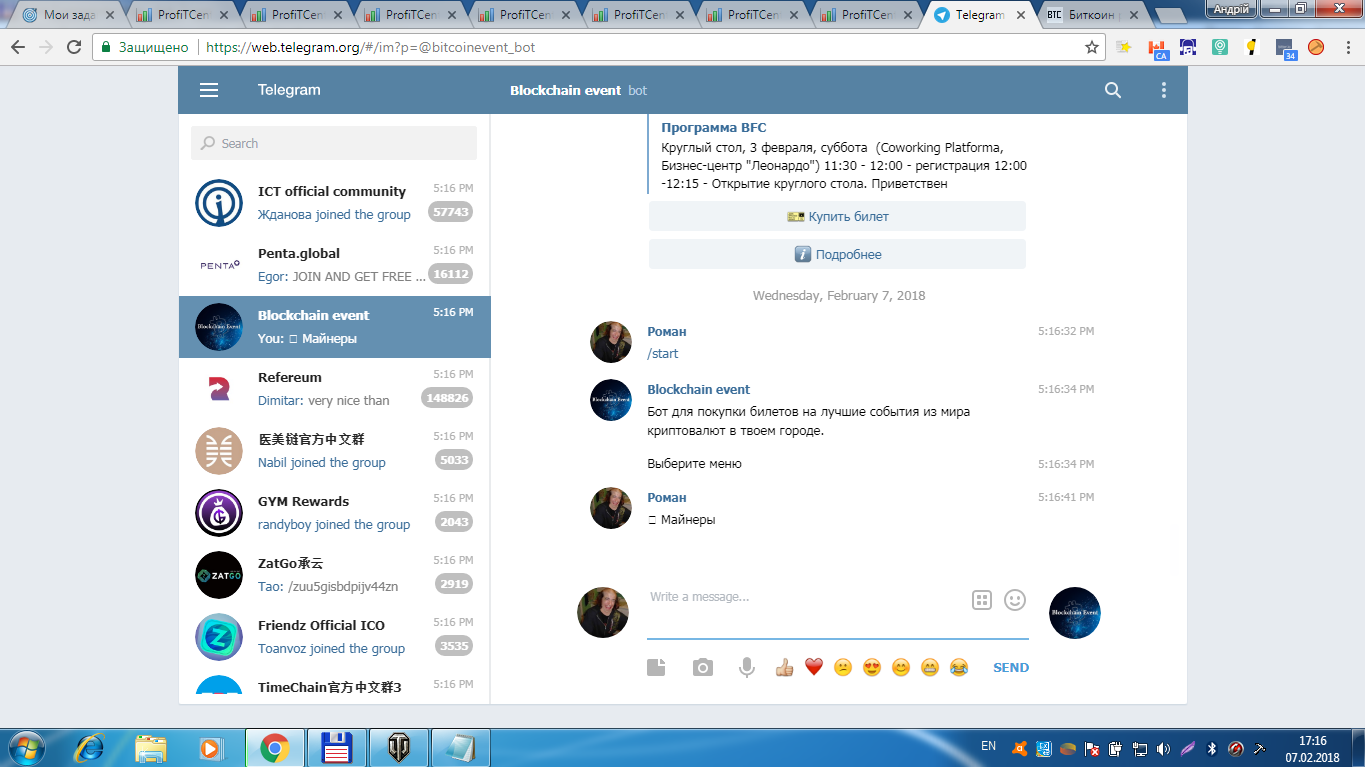 Мои зада
ProfiTCen
ProfiTCen
ProfiTCen
ProfiTCen
ProfiTCen
ProfiTCen
ProfiTCen
Telegram
BTC Биткоин
Андрій
Защищено https://web.telegram.org/#/im?p=@bitcoinevent_bot
CA
34
Telegram
Blockchain event bot
Search
ICT official community 5:16 PM
Жданова joined the group 57743
PENTA
Penta.global 5:16 PM
Egor: JOIN AND GET FREE ... 16112
Blockchain Event
Blockchain event 5:16 PM
You: Майнеры
Refereum 5:16 PM
Dimitar: very nice than 148826
医美链官方中文群 5:16 PM
Nabil joined the group 5033
GYM Rewards 5:16 PM
randyboy joined the group 2043
ZATGO
ZatGo承云 5:16 PM
Tao: /zuu5gisbdpijv44zn 2919
Friendz Official ICO 5:16 PM
Toanvoz joined the group 3535
TimeChain官方中文群3 5:16 PM
Программа BFC
Круглый стол, 3 февраля, суббота (Coworking Platforma,
Бизнес-центр "Леонардо") 11:30 - 12:00 - регистрация 12:00
-12:15 - Открытие круглого стола. Приветствен
Купить билет
Подробнее
Wednesday, February 7, 2018
Роман 5:16:32 PM
/start
Blockchain Event
Blockchain event 5:16:34 PM
Бот для покупки билетов на лучшие события из мира
криптовалют в твоем городе.
Выберите меню 5:16:34 PM
Роман 5:16:41 PM
Майнеры
Write a message...
Blockchain Event
SEND
EN
17:16
07.02.2018